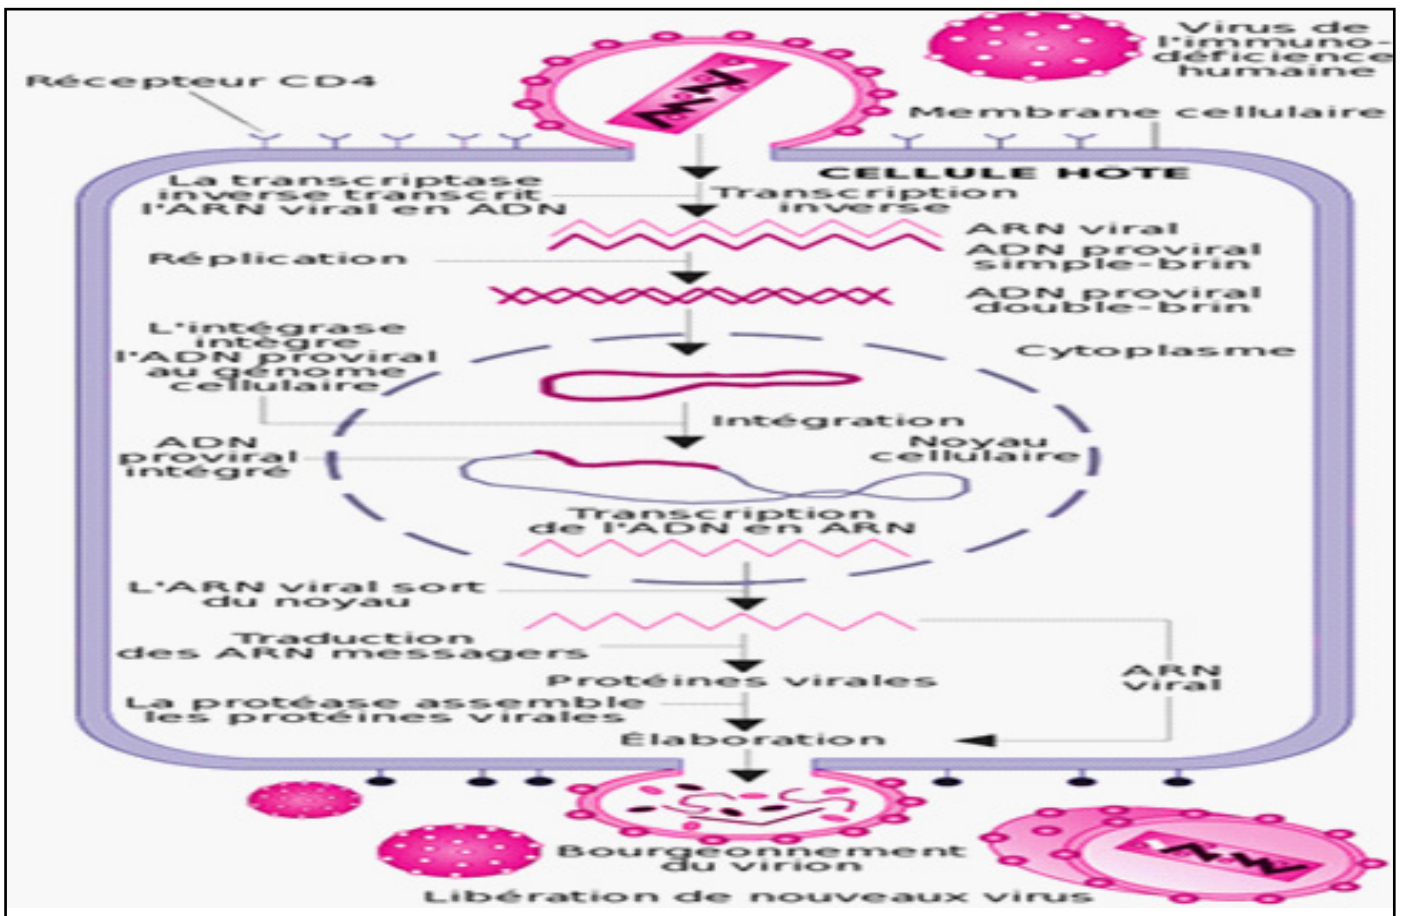 Virus de
l'immuno-
déficience
humaine
Récepteur CD4
Membrane cellulaire
CELLULE HÔTE
La transcriptase
inverse transcrit
l'ARN viral en ADN
Transcription
inverse
ARN viral
ADN proviral
simple-brin
Réplication
ADN proviral
double-brin
L'intégrase
intègre
l'ADN proviral
au génome
cellulaire
Cytoplasme
Intégration
ADN
proviral
intégré
Noyau
cellulaire
Transcription
de l'ADN en ARN
L'ARN viral sort
du noyau
Traduction
des ARN messagers
Protéines virales
ARN
viral
La protéase assemble
les protéines virales
Élaboration
Bourgeonnement
du virion
Libération de nouveaux virus